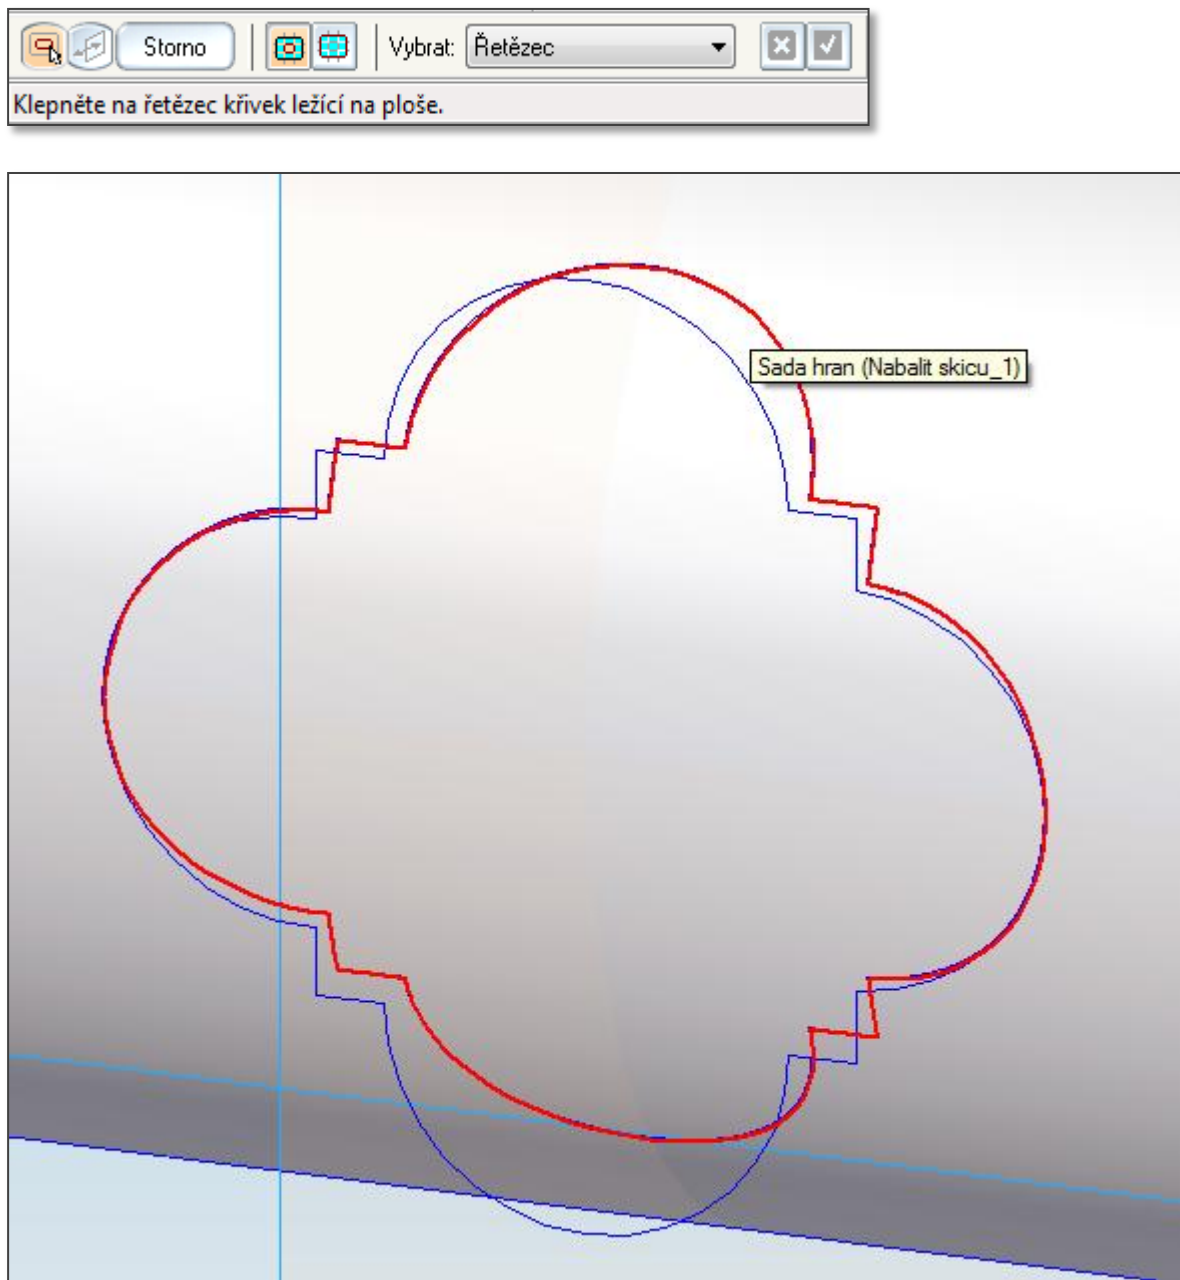 Storno Vybrat: Řetězec
Klepněte na řetězec křivek ležící na ploše.
Sada hran (Nabalit skicu_1)